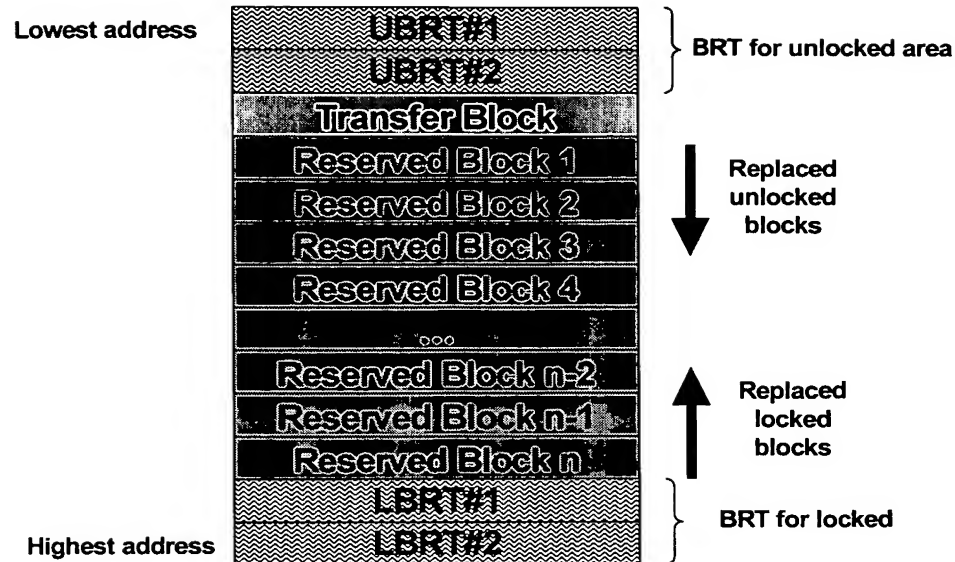 Lowest address
UBRT#1
UBRT#2
BRT for unlocked area
Transfer Block
Reserved Block 1
Reserved Block 2
Reserved Block 3
Reserved Block 4
Replaced
unlocked
blocks
...
Reserved Block n-2
Reserved Block n-1
Reserved Block n
Replaced
locked
blocks
LBRT#1
LBRT#2
BRT for locked
Highest address